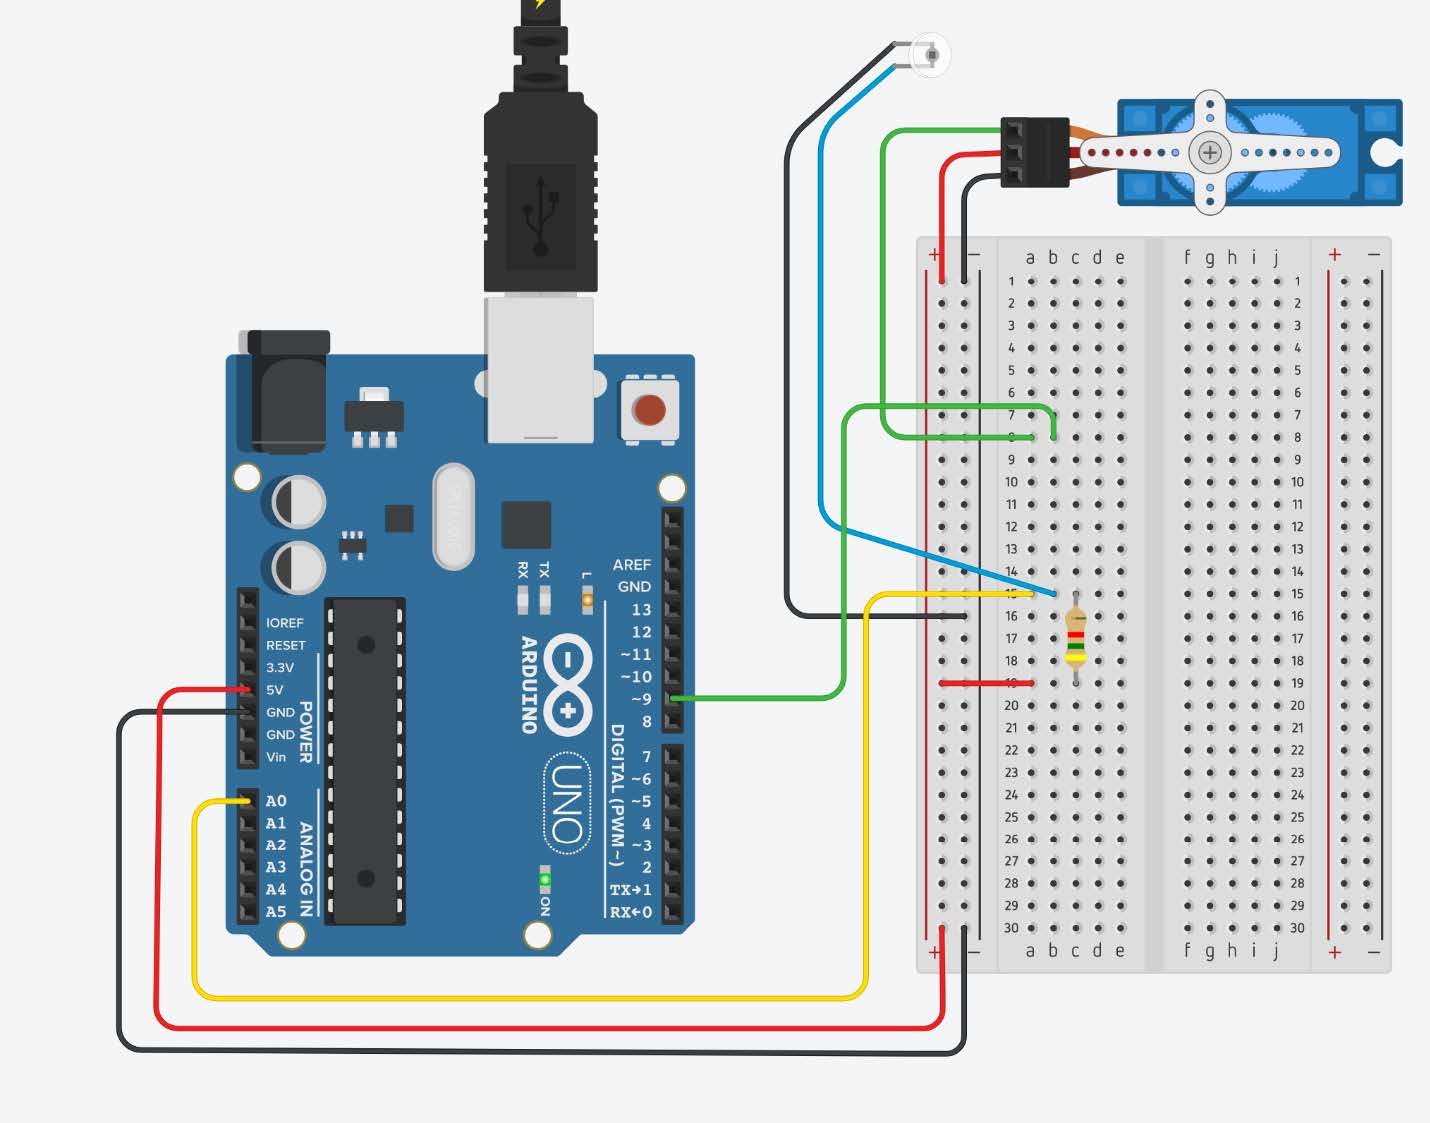 AREF
GND
13
12
~11
~10
~9
8
7
~6
~5
4
~3
2
TX→1
RX←0
DIGITAL (PWM~)
RX
TX
L
ARDUINO
UNO
ON
IOREF
RESET
3.3V
5V
GND
GND
Vin
POWER
A0
A1
A2
A3
A4
A5
ANALOG IN
+ − a b c d e f g h i j + −
1 1
2 2
3 3
4 4
5 5
6 6
7 7
8 8
9 9
10 10
11 11
12 12
13 13
14 14
15 15
16 16
17 17
18 18
19 19
20 20
21 21
22 22
23 23
24 24
25 25
26 26
27 27
28 28
29 29
30 30
+ − a b c d e f g h i j + −